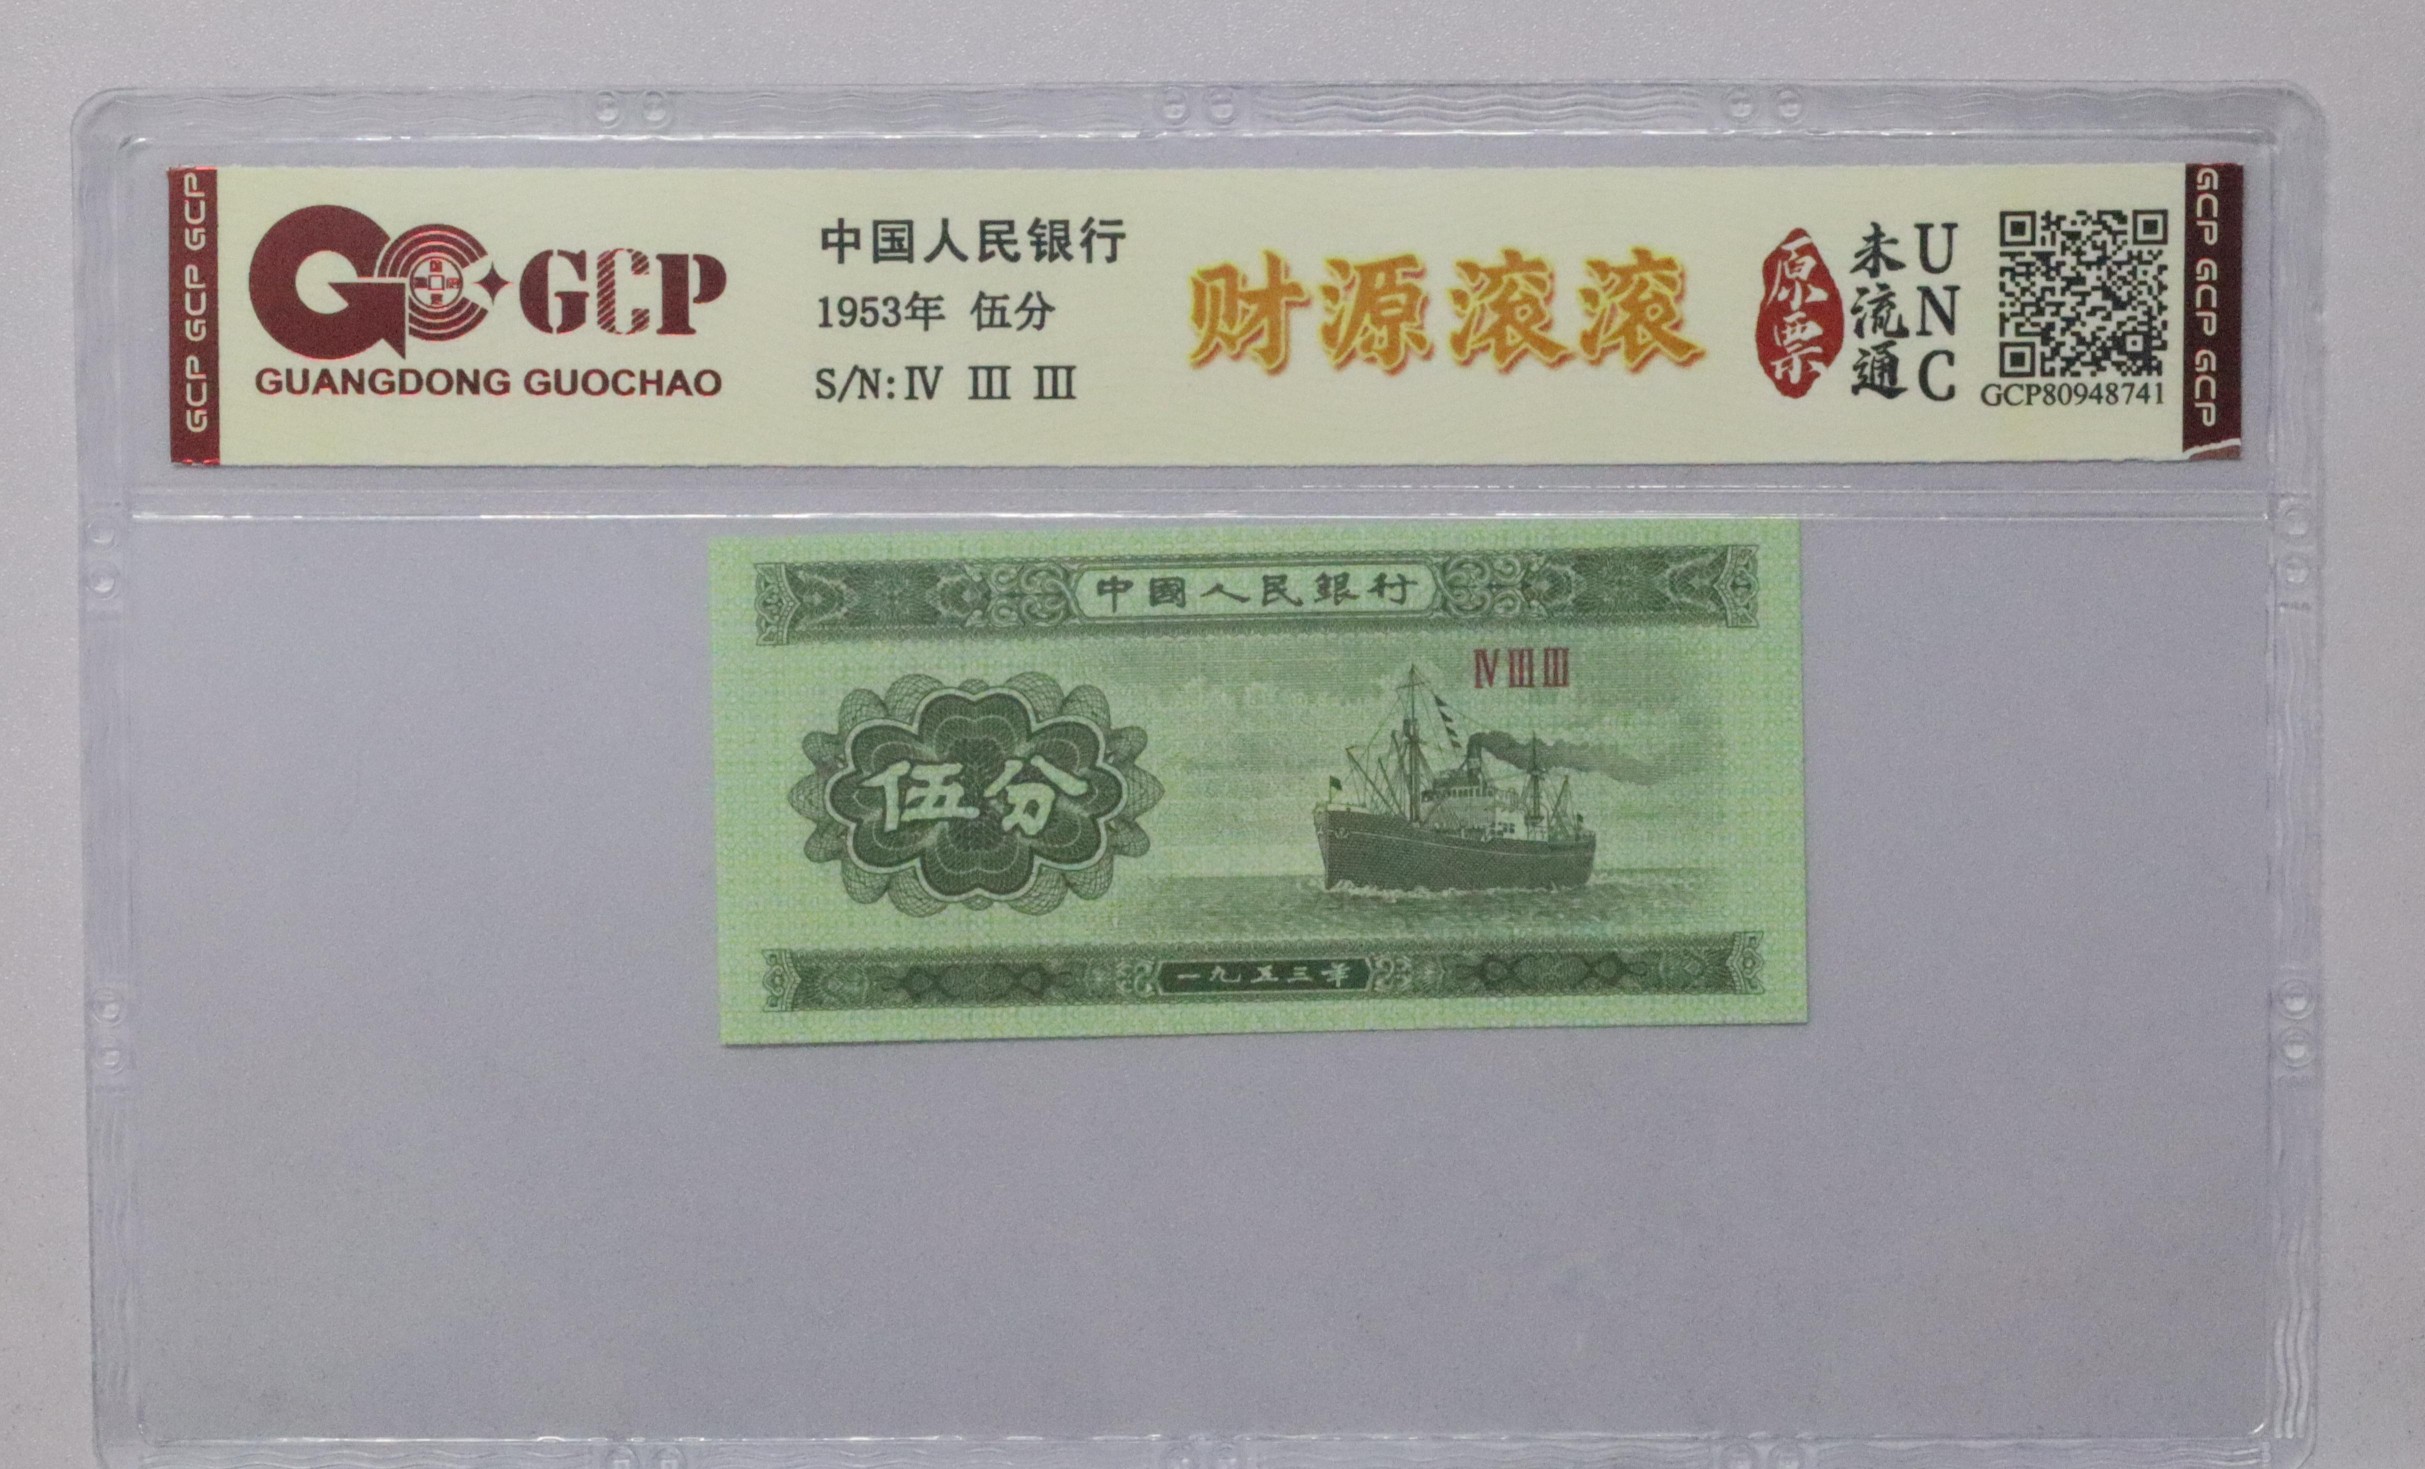 GCP GCP GCP
GCP
GUANGDONG GUOCHAO
中国人民银行
1953年 伍分
S/N: Ⅳ Ⅲ Ⅲ
财源滚滚
原票
未流通
UNC
GCP80948741
GCP GCP GCP
中國人民銀行
Ⅳ Ⅲ Ⅲ
伍分
一九五三年